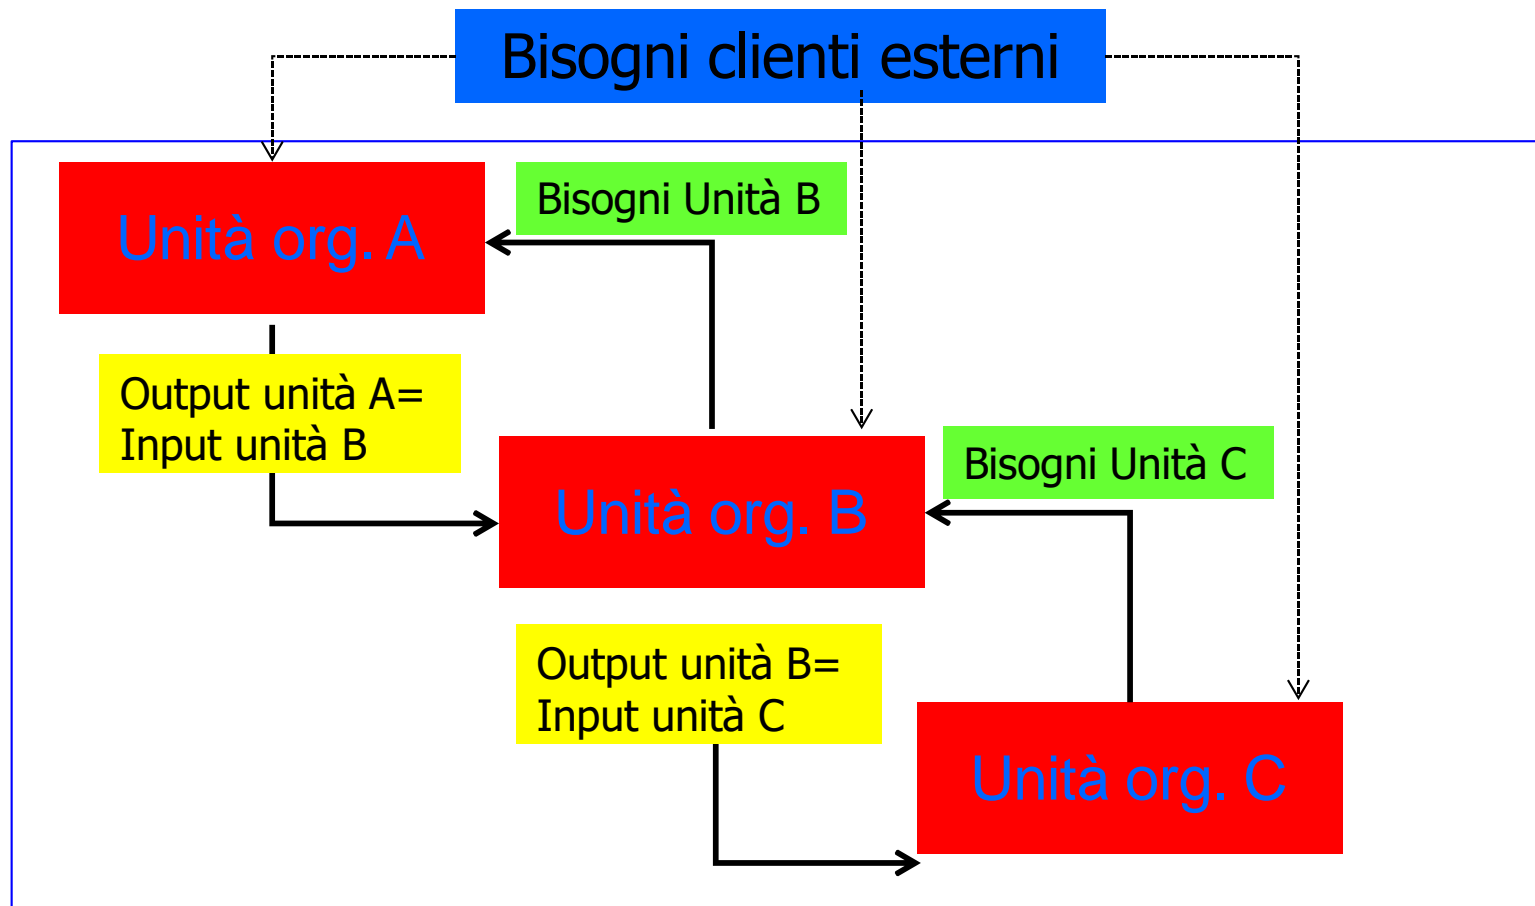 Bisogni clienti esterni
Unità org. A
Bisogni Unità B
Output unità A=
Input unità B
Unità org. B
Bisogni Unità C
Output unità B=
Input unità C
Unità org. C